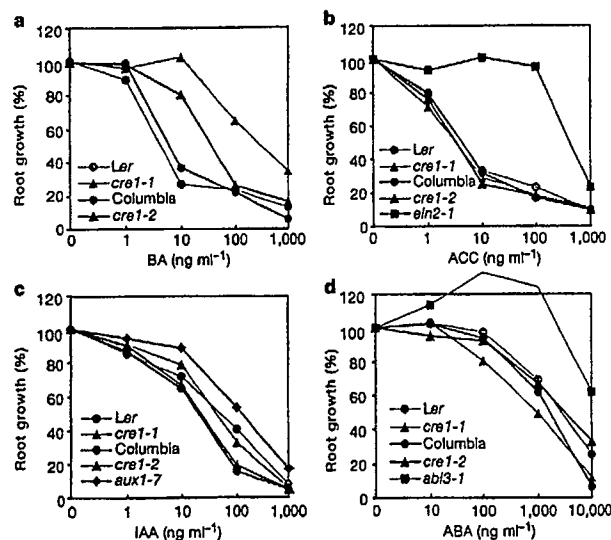 a
Root growth (%)
120
100
80
60
40
20
0
Ler
cre1-1
Columbia
cre1-2
0 1 10 100 1,000
BA (ng ml⁻¹)
b
Root growth (%)
120
100
80
60
40
20
0
Ler
cre1-1
Columbia
cre1-2
ein2-1
0 1 10 100 1,000
ACC (ng ml⁻¹)
c
Root growth (%)
120
100
80
60
40
20
0
Ler
cre1-1
Columbia
cre1-2
aux1-7
0 1 10 100 1,000
IAA (ng ml⁻¹)
d
Root growth (%)
120
100
80
60
40
20
0
Ler
cre1-1
Columbia
cre1-2
abi3-1
0 10 100 1,000 10,000
ABA (ng ml⁻¹)